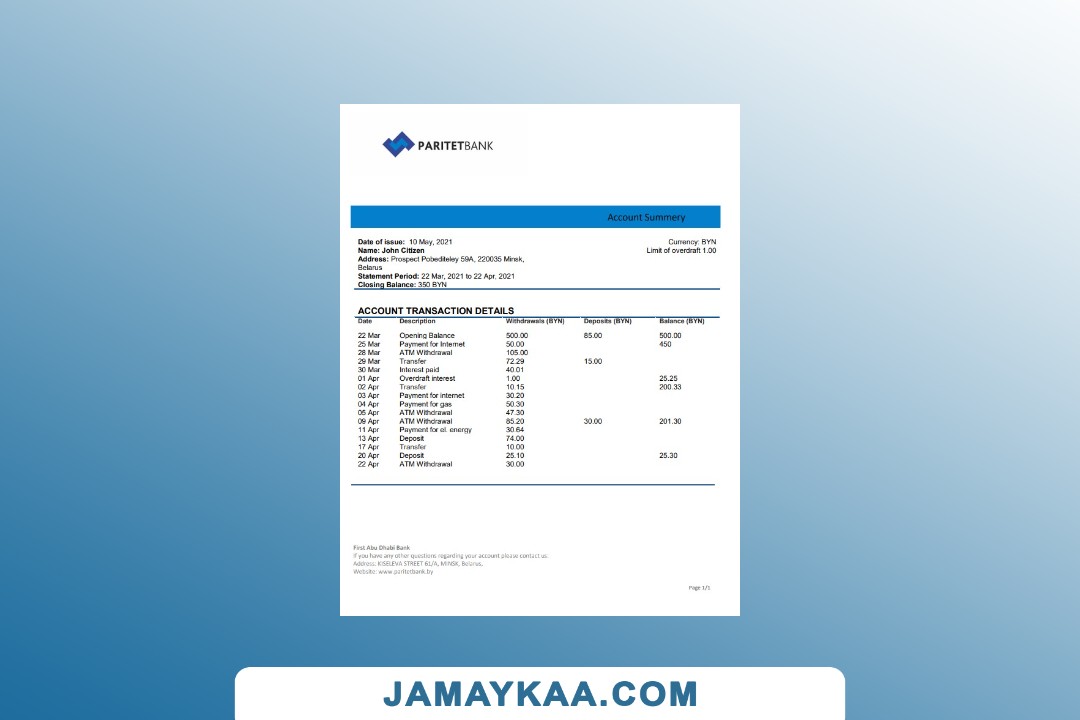 PARITETBANK
Account Summery
Date of issue: 10 May, 2021
Name: John Citizen
Address: Prospect Pobediteley 59A, 220035 Minsk,
Belarus
Statement Period: 22 Mar, 2021 to 22 Apr, 2021
Closing Balance: 350 BYN
Currency: BYN
Limit of overdraft 1.00
ACCOUNT TRANSACTION DETAILS
Date Description Withdrawals (BYN) Deposits (BYN) Balance (BYN)
22 Mar Opening Balance 500.00 85.00 500.00
25 Mar Payment for Internet 50.00 450
28 Mar ATM Withdrawal 105.00
29 Mar Transfer 72.29 15.00
30 Mar Interest paid 40.01
01 Apr Overdraft interest 1.00 25.25
02 Apr Transfer 10.15 200.33
03 Apr Payment for internet 30.20
04 Apr Payment for gas 50.30
05 Apr ATM Withdrawal 47.30
09 Apr ATM Withdrawal 85.20 30.00 201.30
11 Apr Payment for el. energy 30.64
13 Apr Deposit 74.00
17 Apr Transfer 10.00
20 Apr Deposit 25.10 25.30
22 Apr ATM Withdrawal 30.00
First Abu Dhabi Bank
If you have any other questions regarding your account please contact us.
Address: KISELEVA STREET 61/A, MINSK, Belarus.
Website: www.paritetbank.by
Page 1/1
JAMAYKAA.COM